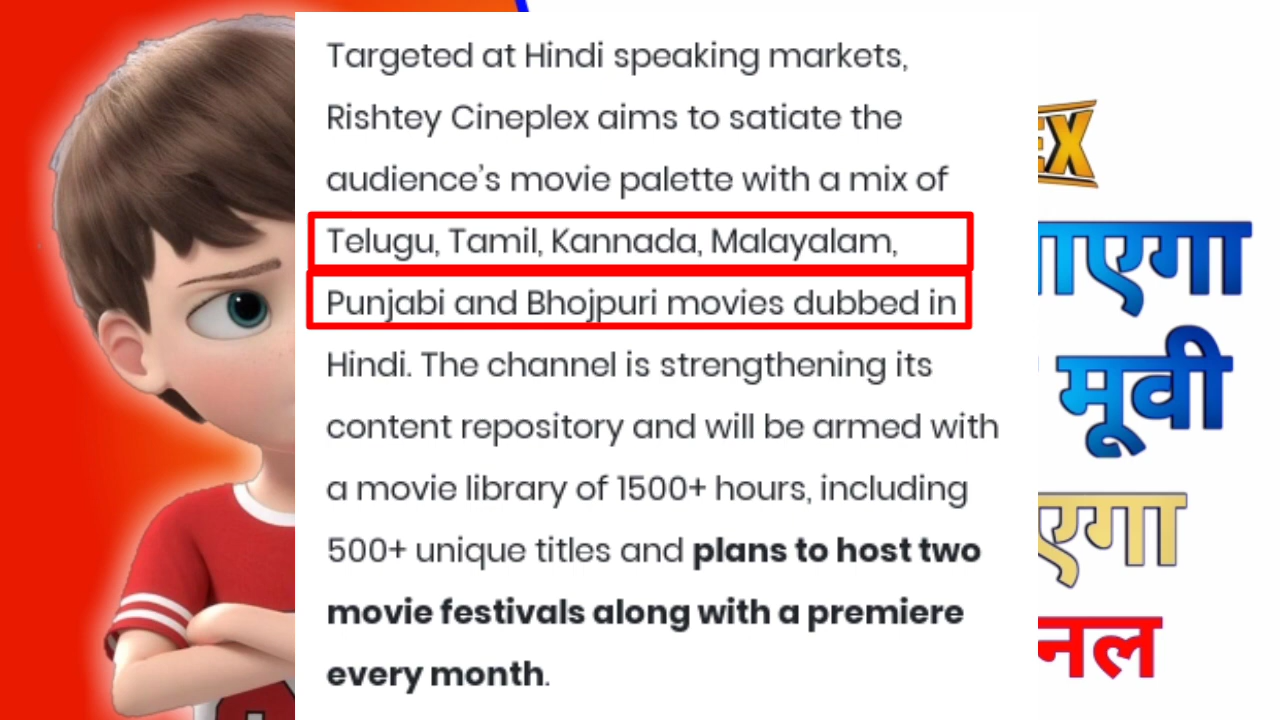 Targeted at Hindi speaking markets,
Rishtey Cineplex aims to satiate the
audience's movie palette with a mix of
Telugu, Tamil, Kannada, Malayalam,
Punjabi and Bhojpuri movies dubbed in
Hindi. The channel is strengthening its
content repository and will be armed with
a movie library of 1500+ hours, including
500+ unique titles and plans to host two
movie festivals along with a premiere
every month.
मूवी